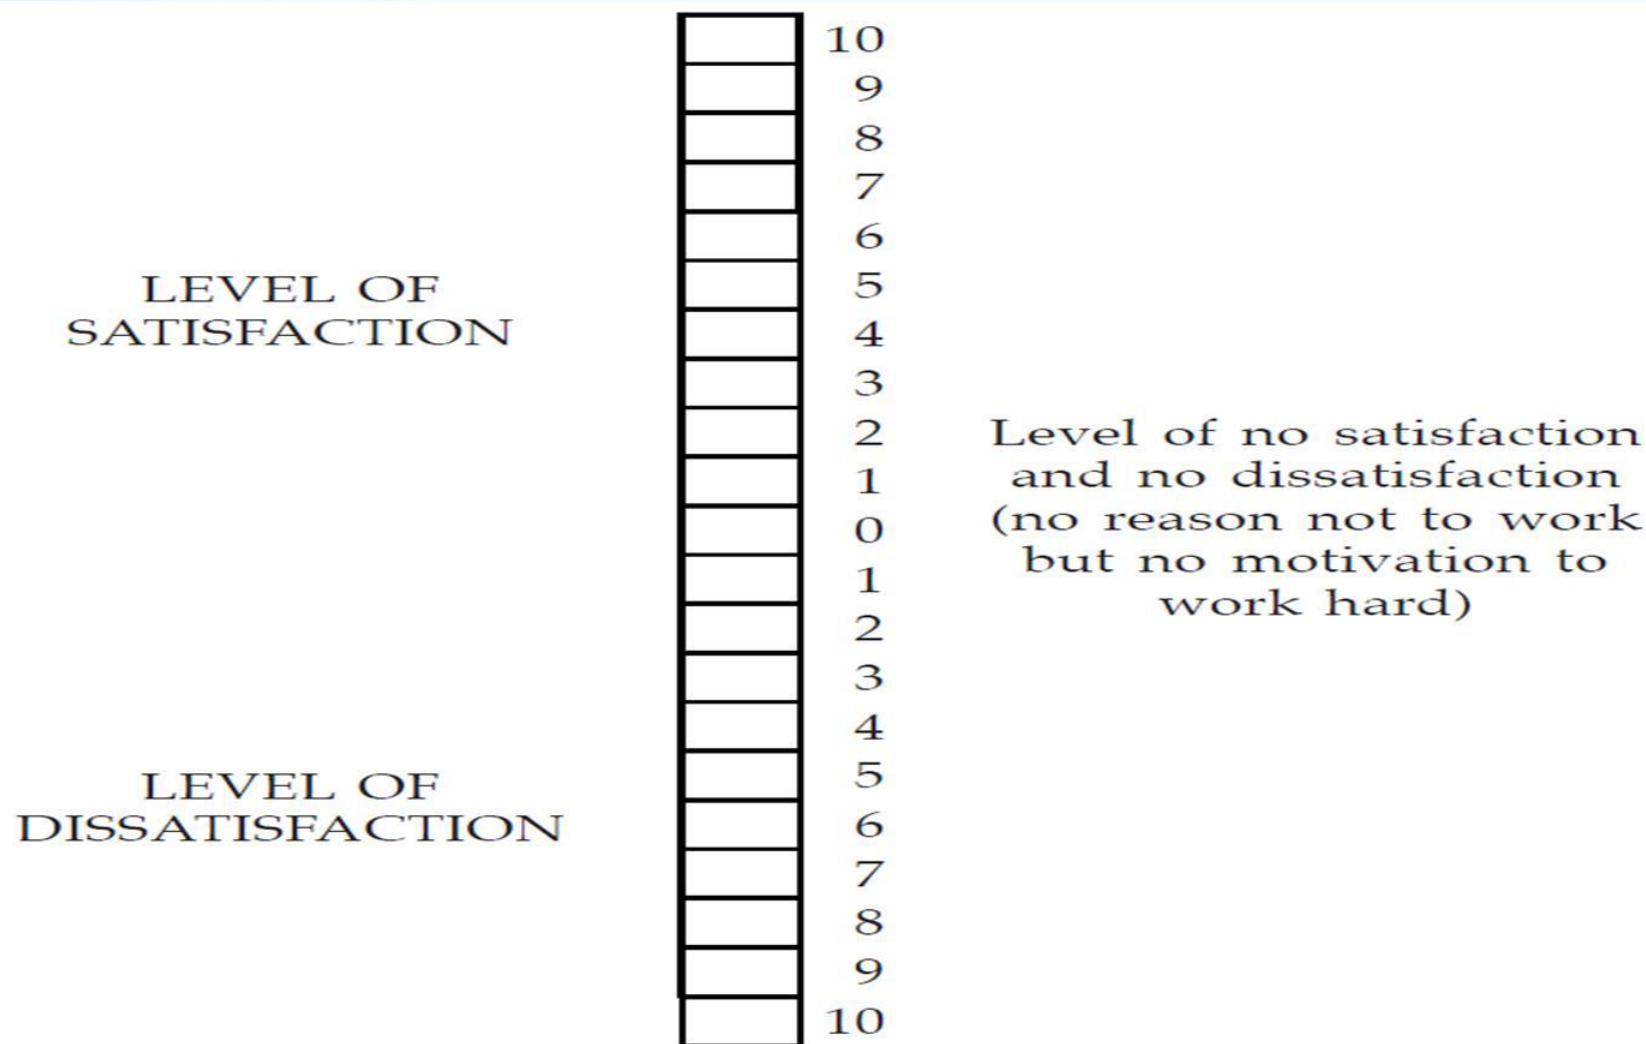 10
9
8
7
6
LEVEL OF
SATISFACTION
5
4
3
2
1
0
1
2
3
4
5
6
7
8
9
10
Level of no satisfaction
and no dissatisfaction
(no reason not to work
but no motivation to
work hard)
LEVEL OF
DISSATISFACTION